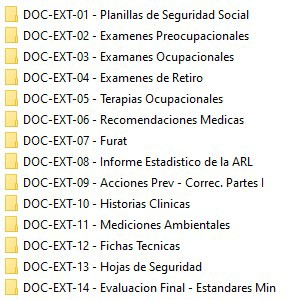 DOC-EXT-01 - Planillas de Seguridad Social
DOC-EXT-02 - Examenes Preocupacionales
DOC-EXT-03 - Examanes Ocupacionales
DOC-EXT-04 - Examanes de Retiro
DOC-EXT-05 - Terapias Ocupacionales
DOC-EXT-06 - Recomendaciones Medicas
DOC-EXT-07 - Furat
DOC-EXT-08 - Informe Estadistico de la ARL
DOC-EXT-09 - Acciones Prev - Correc. Partes I
DOC-EXT-10 - Historias Clinicas
DOC-EXT-11 - Mediciones Ambientales
DOC-EXT-12 - Fichas Tecnicas
DOC-EXT-13 - Hojas de Seguridad
DOC-EXT-14 - Evaluacion Final - Estandares Min